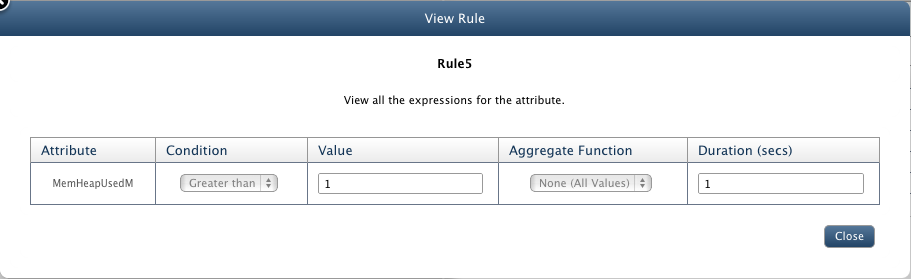 View Rule
Rule5
View all the expressions for the attribute.
Attribute Condition Value Aggregate Function Duration (secs)
MemHeapUsedM Greater than 1 None (All Values) 1
Close